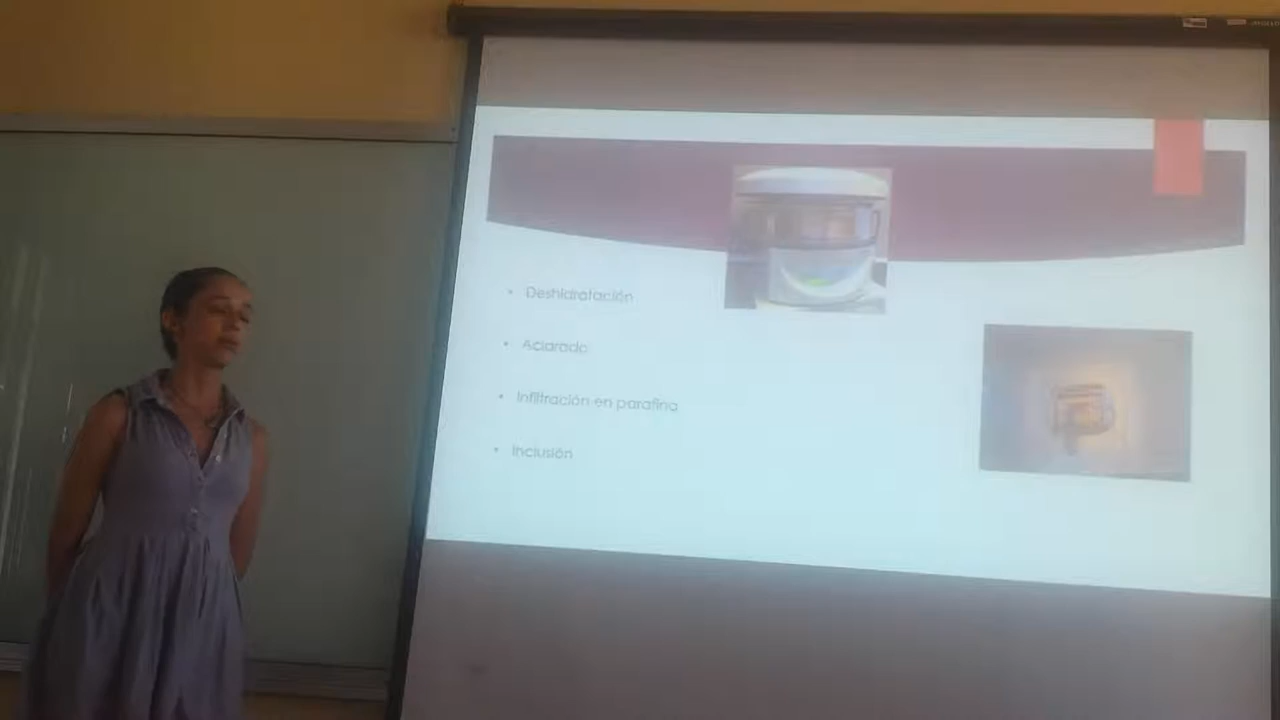 Deshidratación
Aclarado
Infiltración en parafina
Inclusión